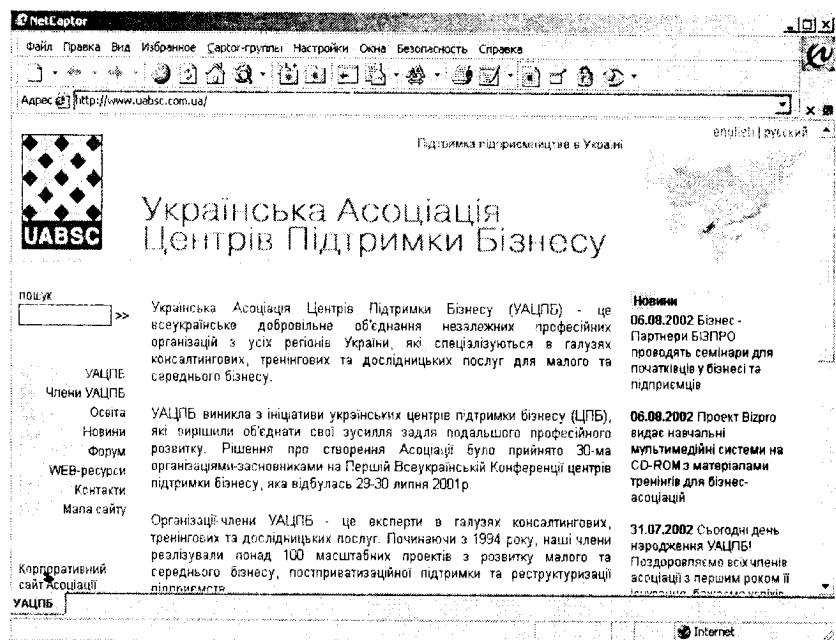 NetCaptor
Файл Правка Вид Избранное Captor-группы Настройки Окна Безопасность Справка
Адрес http://www.uabsc.com.ua/
english | русский
Підтримка підприємництва в Україні
UABSC
Українська Асоціація
Центрів Підтримки Бізнесу
пошук
>>
УАЦПБ
Члени УАЦПБ
Освіта
Новини
Форум
WEB-ресурси
Контакти
Мапа сайту
Корпоративний
сайт Асоціації
Українська Асоціація Центрів Підтримки Бізнесу (УАЦПБ) - це
всеукраїнське добровільне об'єднання незалежних професійних
організацій з усіх регіонів України, які спеціалізуються в галузях
консалтингових, тренінгових та дослідницьких послуг для малого та
середнього бізнесу.
УАЦПБ виникла з ініціативи українських центрів підтримки бізнесу (ЦПБ),
які вирішили об'єднати свої зусилля задля подальшого професійного
розвитку. Рішення про створення Асоціації було прийнято 30-ма
організаціями-засновниками на Першій Всеукраїнській Конференції центрів
підтримки бізнесу, яка відбулась 29-30 липня 2001р.
Організації-члени УАЦПБ - це експерти в галузях консалтингових,
тренінгових та дослідницьких послуг. Починаючи з 1994 року, наші члени
реалізували понад 100 масштабних проектів з розвитку малого та
середнього бізнесу, постприватизаційної підтримки та реструктуризації
підприємств.
Новини
06.08.2002 Бізнес -
Партнери БІЗПРО
проводять семінари для
початківців у бізнесі та
підприємців
06.08.2002 Проект Bizpro
видає навчальні
мультимедійні системи на
CD-ROM з матеріалами
тренінгів для бізнес-
асоціацій
31.07.2002 Сьогодні день
народження УАЦПБ!
Поздоровляємо всіх членів
асоціації з першим роком її
існування, бажаємо успіхів
УАЦПБ
Internet